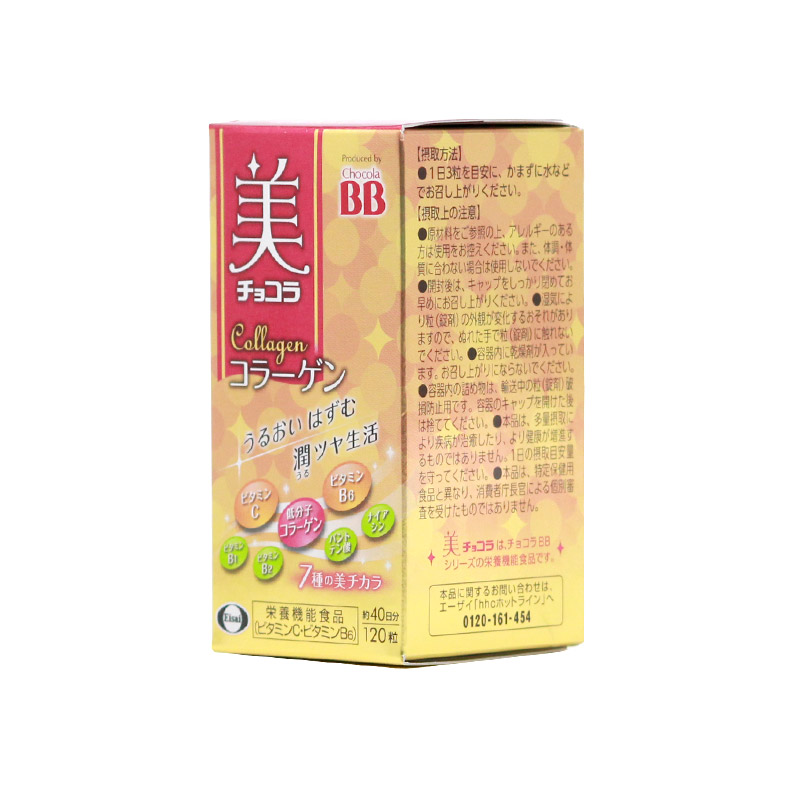 Produced by
Chocola
BB
美
チョコラ
Collagen
コラーゲン
うるおい はずむ
潤ツヤ生活
うる
ビタミン
C
ビタミン
B6
低分子
コラーゲン
ナイア
シン
パント
テン酸
ビタミン
B1
ビタミン
B2
7種の美チカラ
Eisai
栄養機能食品
(ビタミンC・ビタミンB6)
約40日分
120粒
【摂取方法】
●1日3粒を目安に、かまずに水など
でお召し上がりください。
【摂取上の注意】
●原材料をご参照の上、アレルギーのある
方は使用をお控えください。また、体調・体
質に合わない場合は使用しないでください。
●開封後は、キャップをしっかり閉めてお
早めにお召し上がりください。●湿気によ
り粒(錠剤)の外観が変化するおそれがあり
ますので、ぬれた手で粒(錠剤)に触れない
でください。●容器内に乾燥剤が入ってい
ます。お召し上がりにならないでください。
●容器内の詰め物は、輸送中の粒(錠剤)破
損防止用です。容器のキャップを開けた後
は捨ててください。●本品は、多量摂取に
より疾病が治癒したり、より健康が増進す
るものではありません。1日の摂取目安量
を守ってください。●本品は、特定保健用
食品と異なり、消費者庁長官による個別審
査を受けたものではありません。
美チョコラは、チョコラBB
シリーズの栄養機能食品です。
本品に関するお問い合わせは、
エーザイ「hhcホットライン」へ
0120-161-454